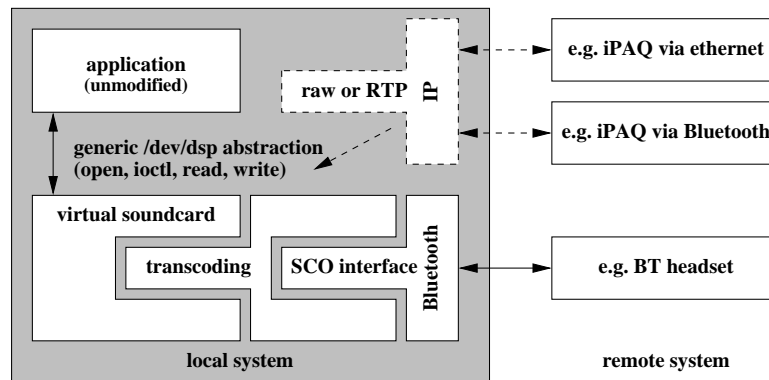 application
(unmodified)
raw or RTP
IP
e.g. iPAQ via ethernet
e.g. iPAQ via Bluetooth
generic /dev/dsp abstraction
(open, ioctl, read, write)
virtual soundcard
transcoding
SCO interface
Bluetooth
e.g. BT headset
local system
remote system